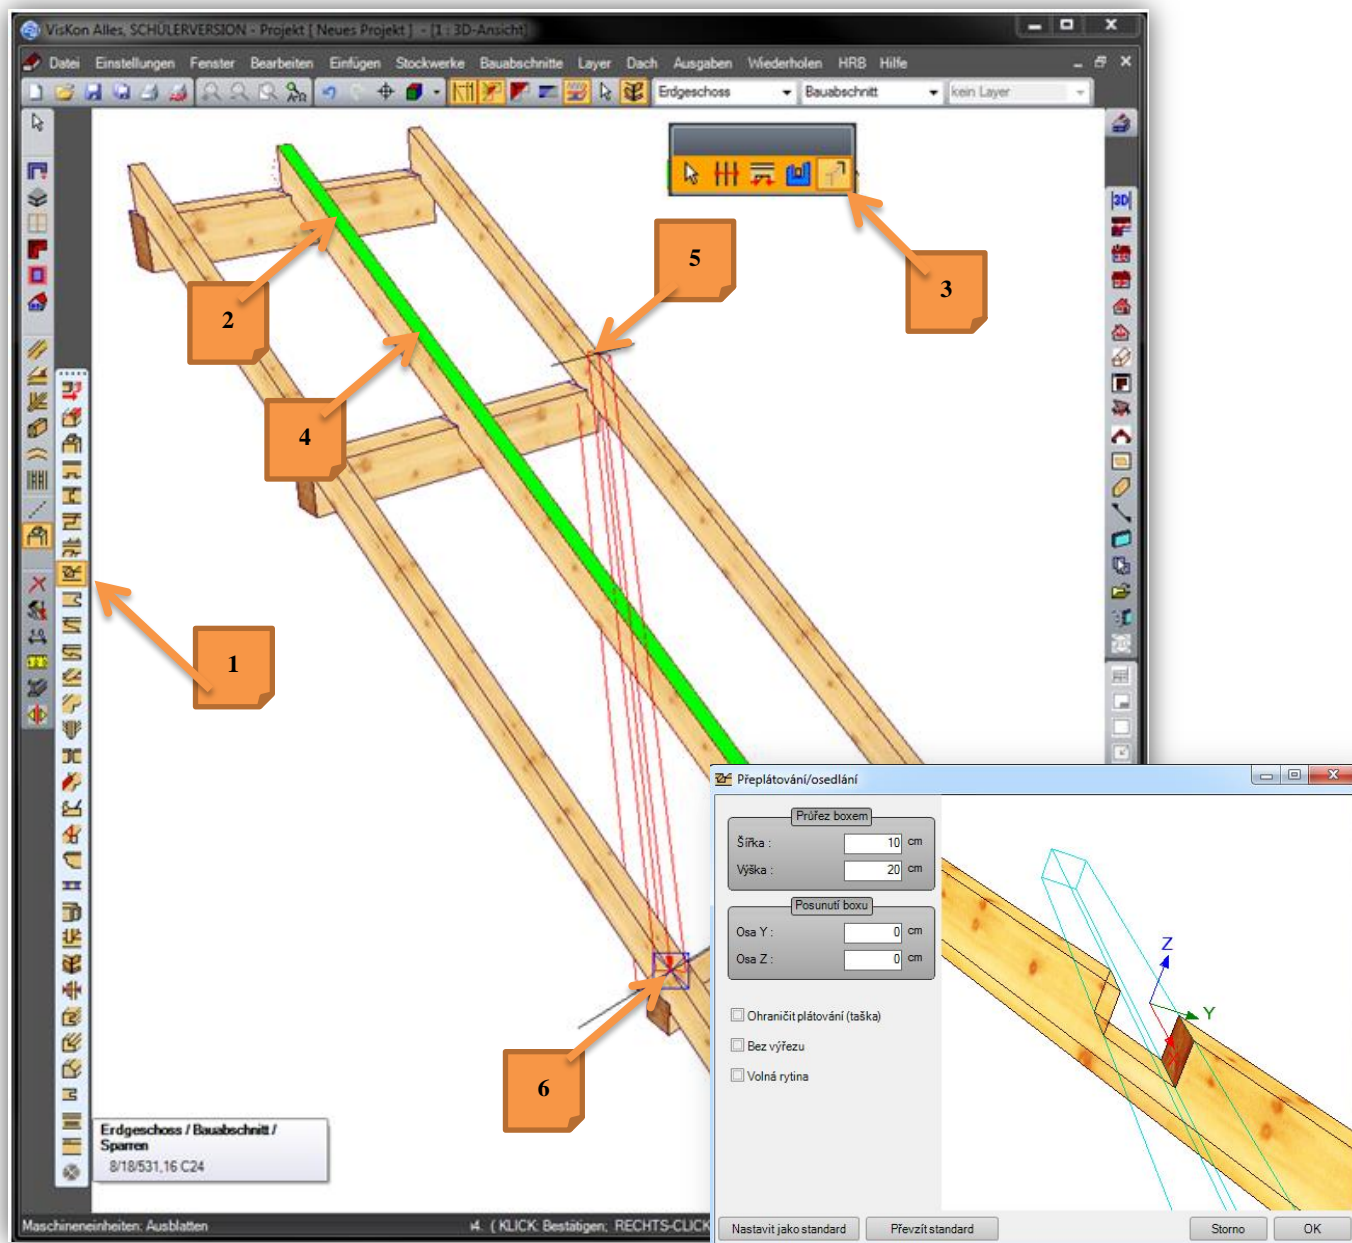 VisKon Alles, SCHÜLERVERSION - Projekt [ Neues Projekt ] - [1 : 3D-Ansicht]
Datei Einstellungen Fenster Bearbeiten Einfügen Stockwerke Bauabschnitte Layer Dach Ausgaben Wiederholen HRB Hilfe
Erdgeschoss Bauabschnitt kein Layer
3D
5
3
2
4
1
6
Přeplátování/osedlání
Průřez boxem
Šířka : 10 cm
Výška : 20 cm
Posunutí boxu
Osa Y : 0 cm
Osa Z : 0 cm
Ohraničit plátování (taška)
Bez výřezu
Volná rytina
Z
Y
Nastavit jako standard Převzít standard Storno OK
Erdgeschoss / Bauabschnitt /
Sparren
8/18/531,16 C24
Maschineneinheiten: Ausblatten ( KLICK: Bestätigen; RECHTS-CLICK